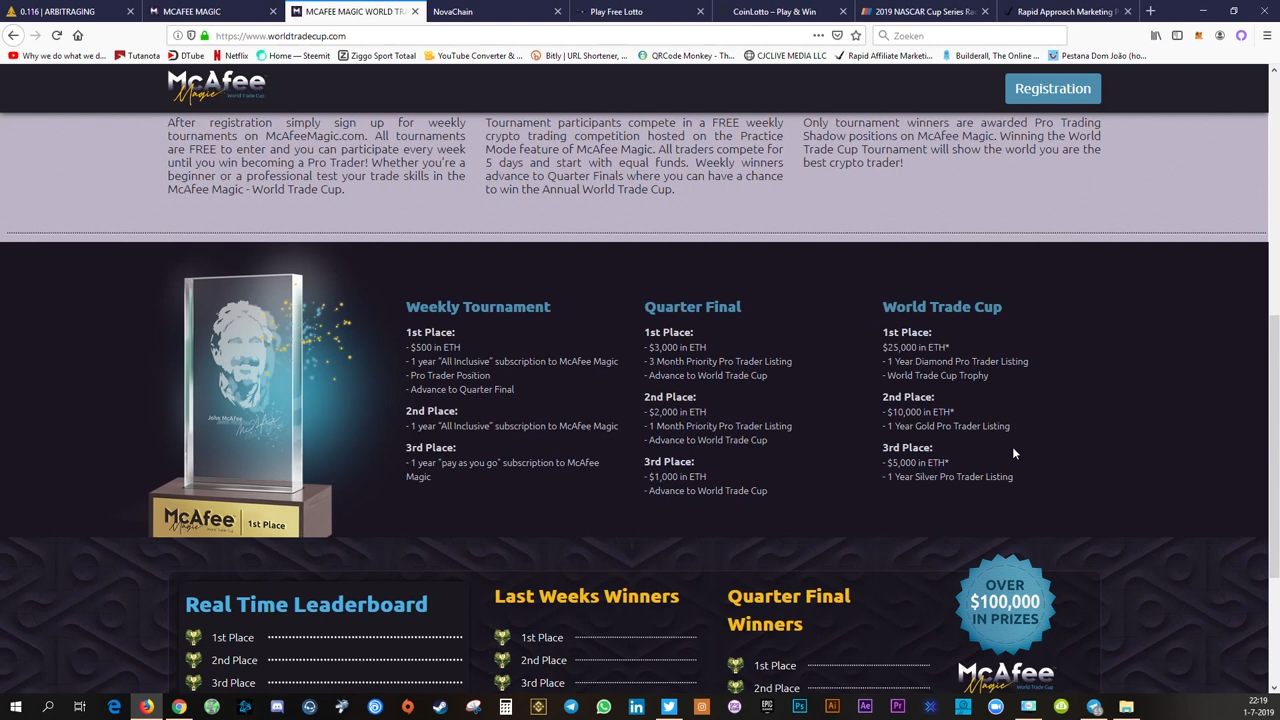 0.116 | ARBITRAGING
MCAFEE MAGIC
MCAFEE MAGIC WORLD TRA
NovaChain
Play Free Lotto
CoinLotto – Play & Win
2019 NASCAR Cup Series Ra
Rapid Approach Marketing P
https://www.worldtradecup.com
Zoeken
Why we do what we d...
Tutanota
DTube
Netflix
Home — Steemit
Ziggo Sport Totaal
YouTube Converter & ...
Bitly | URL Shortener, ...
QRCode Monkey - Th...
CJCLIVE MEDIA LLC)
Rapid Affiliate Marketi...
Builderall, The Online ...
Pestana Dom João (ho...
McAfee
Magic World Trade Cup
Registration
After registration simply sign up for weekly
tournaments on McAfeeMagic.com. All tournaments
are FREE to enter and you can participate every
week until you win becoming a Pro Trader! Whether you're a
beginner or a professional test your trade skills in the
McAfee Magic - World Trade Cup.
Tournament participants compete in a FREE weekly
crypto trading competition hosted on the Practice
Mode feature of McAfee Magic. All traders compete for
5 days and start with equal funds. Weekly winners
advance to Quarter Finals where you can have a chance
to win the Annual World Trade Cup.
Only tournament winners are awarded Pro Trading
Shadow positions on McAfee Magic. Winning the World
Trade Cup Tournament will show the world you are the
best crypto trader!
John McAfee
McAfee
Magic
1st Place
Weekly Tournament
1st Place:
- $500 in ETH
- 1 year "All Inclusive" subscription to McAfee Magic
- Pro Trader Position
- Advance to Quarter Final
2nd Place:
- 1 year "All Inclusive" subscription to McAfee Magic
3rd Place:
- 1 year "pay as you go" subscription to McAfee
Magic
Quarter Final
1st Place:
- $3,000 in ETH
- 3 Month Priority Pro Trader Listing
- Advance to World Trade Cup
2nd Place:
- $2,000 in ETH
- 1 Month Priority Pro Trader Listing
- Advance to World Trade Cup
3rd Place:
- $1,000 in ETH
- Advance to World Trade Cup
World Trade Cup
1st Place:
$25,000 in ETH*
- 1 Year Diamond Pro Trader Listing
- World Trade Cup Trophy
2nd Place:
- $10,000 in ETH*
- 1 Year Gold Pro Trader Listing
3rd Place:
- $5,000 in ETH*
- 1 Year Silver Pro Trader Listing
Real Time Leaderboard
1st Place
2nd Place
3rd Place
Last Weeks Winners
1st Place
2nd Place
3rd Place
Quarter Final
Winners
1st Place
2nd Place
OVER
$100,000
IN PRIZES
McAfee
Magic World Trade Cup
22:19
1-7-2019